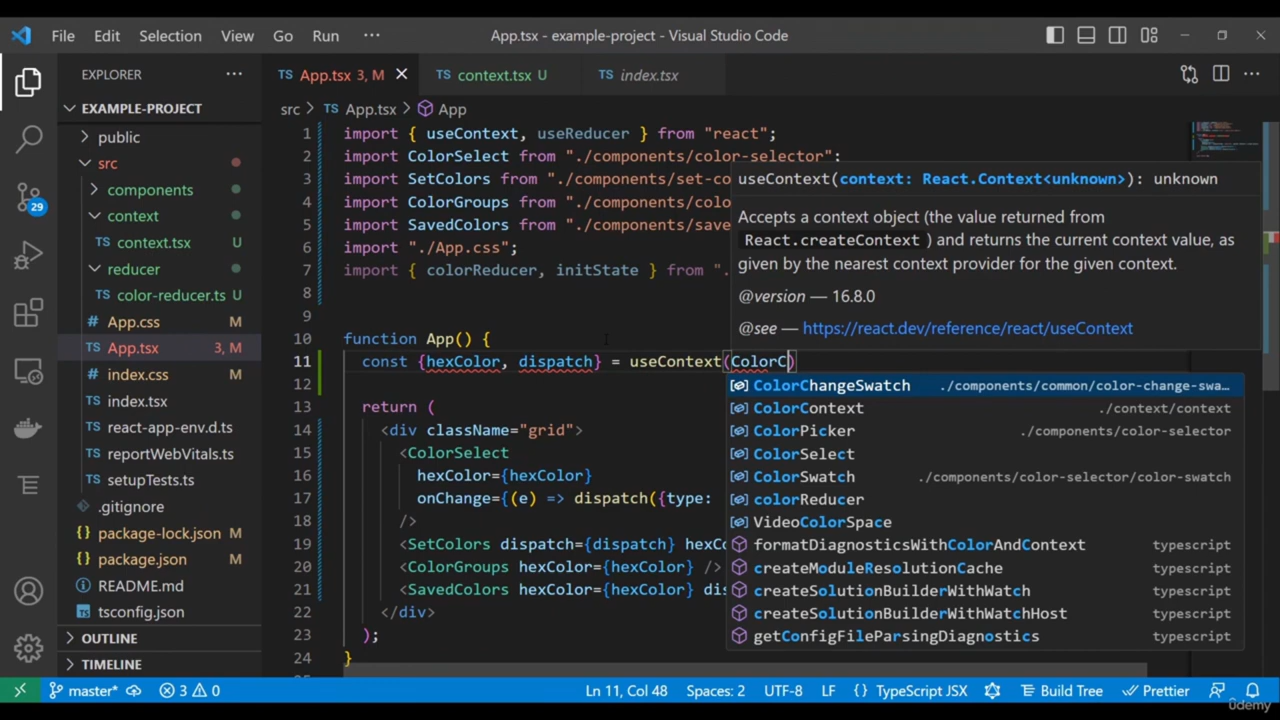 File Edit Selection View Go Run ··· App.tsx - example-project - Visual Studio Code
EXPLORER ··· TS App.tsx 3, M TS context.tsx U TS index.tsx ···
EXAMPLE-PROJECT
src > TS App.tsx > App
public
src
components
context
context.tsx U
reducer
color-reducer.ts U
# App.css M
App.tsx 3, M
# index.css M
index.tsx
react-app-env.d.ts
reportWebVitals.ts
setupTests.ts
.gitignore
{} package-lock.json M
{} package.json M
README.md
tsconfig.json
OUTLINE
TIMELINE
29
1 import { useContext, useReducer } from "react";
2 import ColorSelect from "./components/color-selector";
3 import SetColors from "./components/set-co
4 import ColorGroups from "./components/colo
5 import SavedColors from "./components/save
6 import "./App.css";
7 import { colorReducer, initState } from ".
8
9
10 function App() {
11 const {hexColor, dispatch} = useContext(ColorC)
12
13 return (
14 <div className="grid">
15 <ColorSelect
16 hexColor={hexColor}
17 onChange={(e) => dispatch({type:
18 />
19 <SetColors dispatch={dispatch} hexCo
20 <ColorGroups hexColor={hexColor} />
21 <SavedColors hexColor={hexColor} dis
22 </div>
23 );
24 }
useContext(context: React.Context<unknown>): unknown
Accepts a context object (the value returned from
React.createContext ) and returns the current context value, as
given by the nearest context provider for the given context.
@version — 16.8.0
@see — https://react.dev/reference/react/useContext
ColorChangeSwatch ./components/common/color-change-swa…
ColorContext ./context/context
ColorPicker ./components/color-selector
ColorSelect
ColorSwatch ./components/color-selector/color-swatch
colorReducer
VideoColorSpace
formatDiagnosticsWithColorAndContext typescript
createModuleResolutionCache typescript
createSolutionBuilderWithWatch typescript
createSolutionBuilderWithWatchHost typescript
getConfigFileParsingDiagnostics typescript
master* 3 0 Ln 11, Col 48 Spaces: 2 UTF-8 LF {} TypeScript JSX Build Tree Prettier
ûdemy